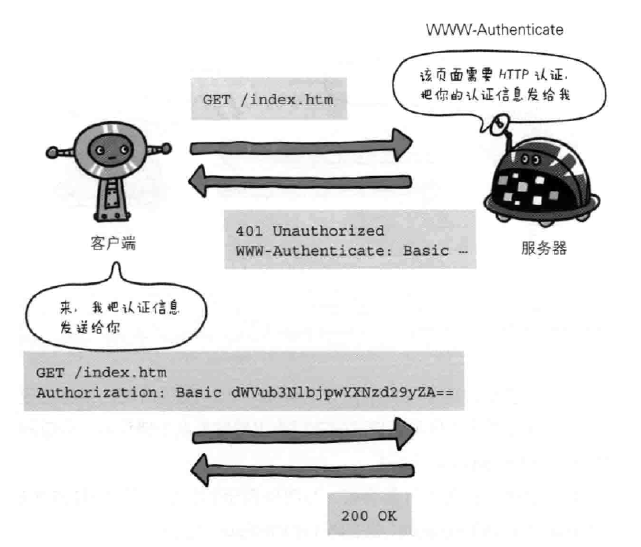 WWW-Authenticate
该页面需要 HTTP 认证，
把你的认证信息发给我
GET /index.htm
401 Unauthorized
WWW-Authenticate: Basic …
客户端
服务器
来，我把认证信息
发送给你
GET /index.htm
Authorization: Basic dWVub3NlbjpwYXNzd29yZA==
200 OK